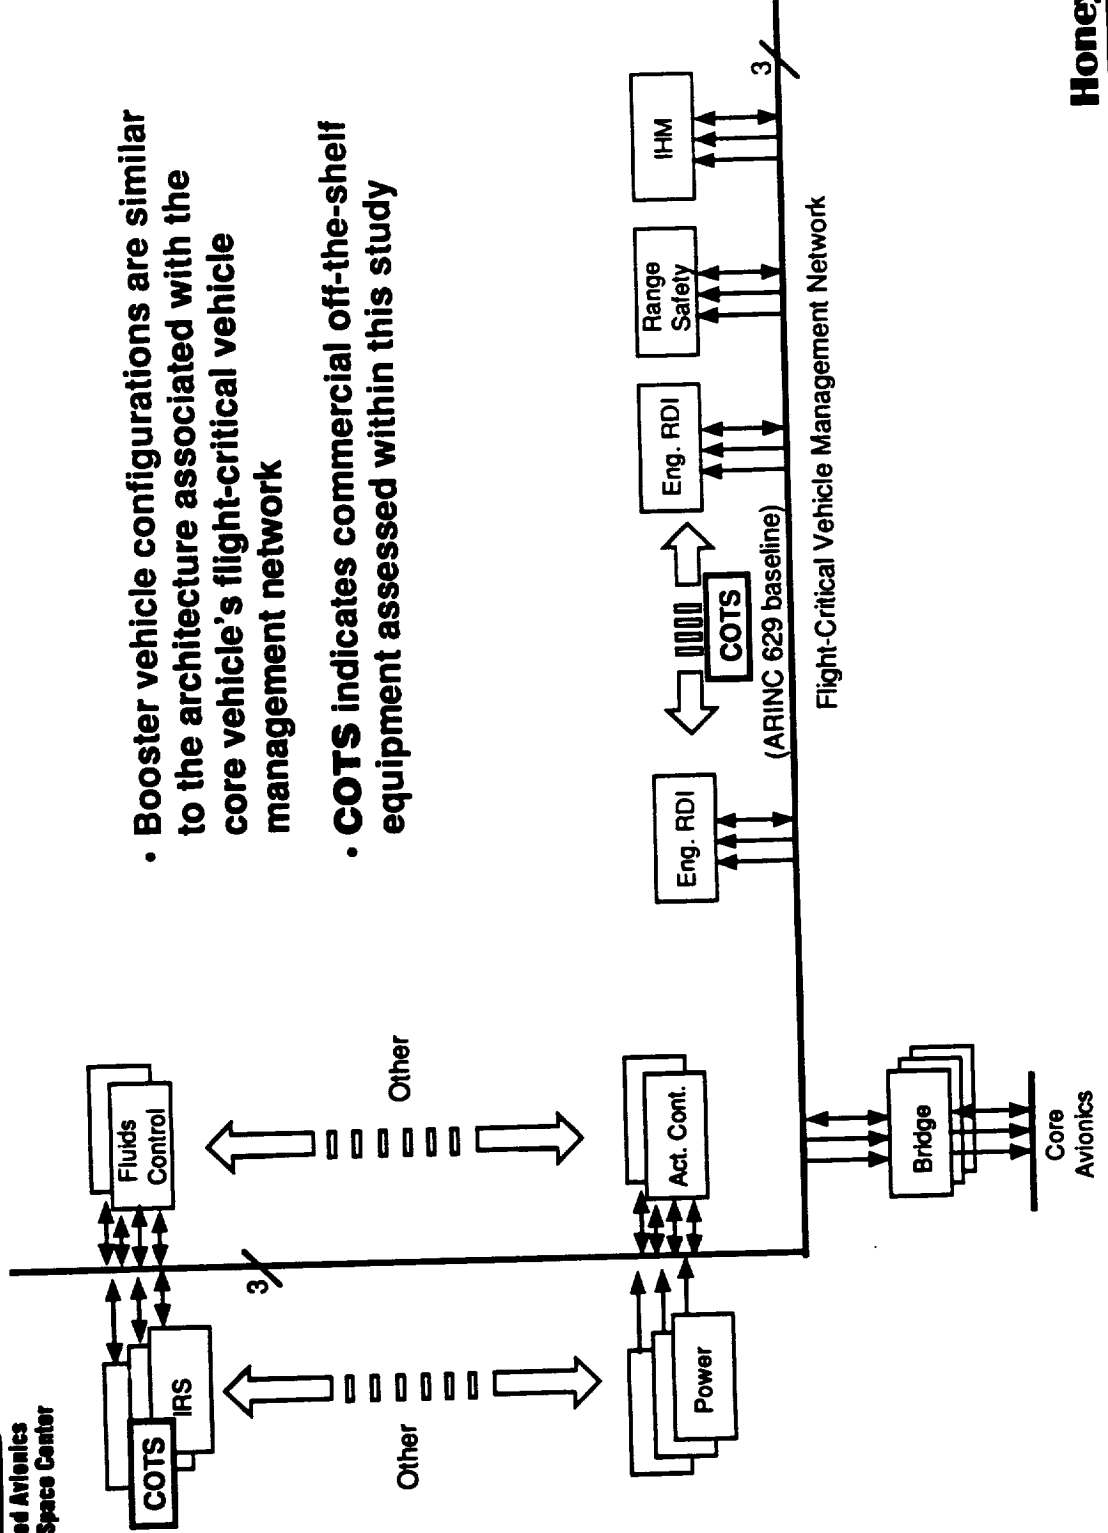 ed Avionics
Space Center
• Booster vehicle configurations are similar
to the architecture associated with the
core vehicle's flight-critical vehicle
management network
• COTS indicates commercial off-the-shelf
equipment assessed within this study
COTS
IRS
Fluids
Control
3
Other
Other
Power
Act. Cont.
Bridge
Core
Avionics
Eng. RDI
COTS
(ARINC 629 baseline)
Eng. RDI
Range
Safety
IHM
3
Flight-Critical Vehicle Management Network